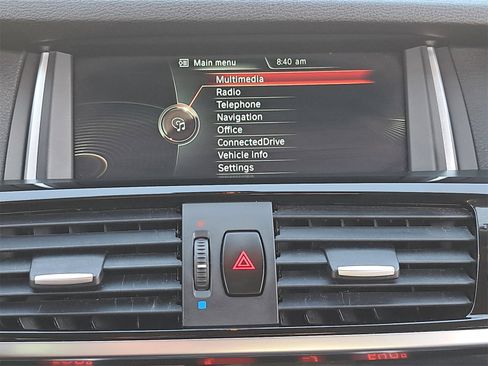 Main menu 8:40 am
Multimedia
Radio
Telephone
Navigation
Office
ConnectedDrive
Vehicle Info
Settings